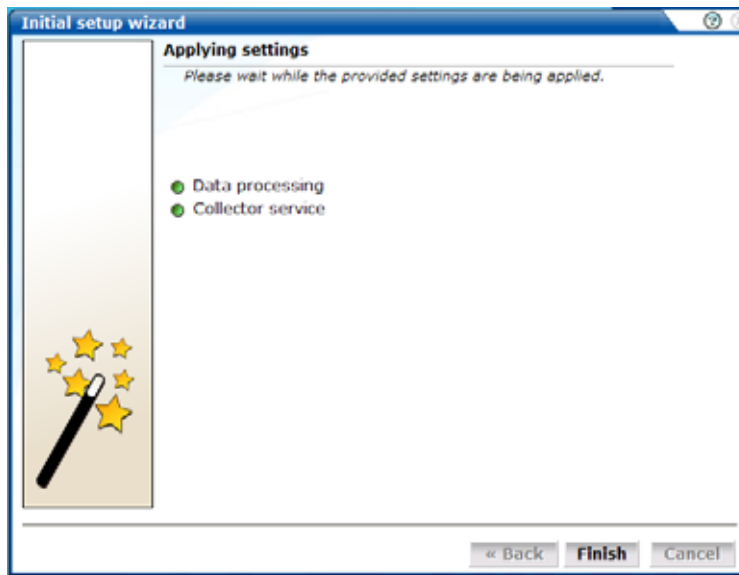 Initial setup wizard
Applying settings
Please wait while the provided settings are being applied.
Data processing
Collector service
« Back Finish Cancel